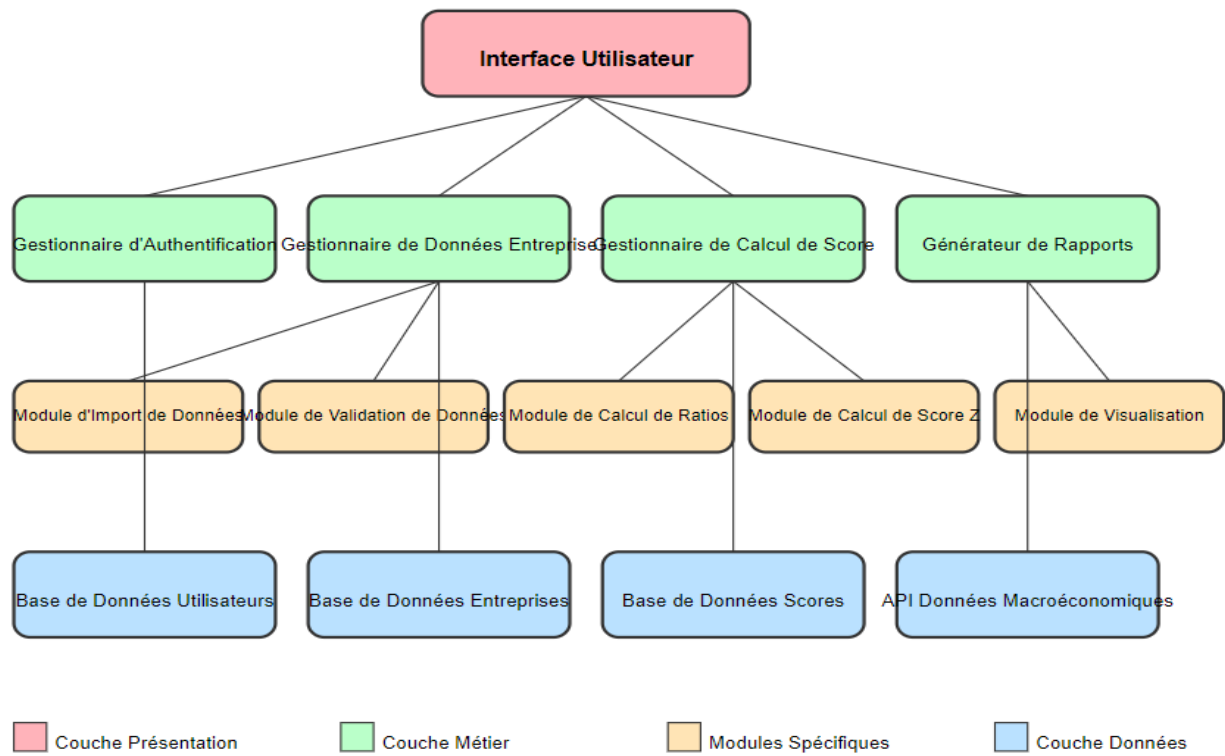 Interface Utilisateur
Gestionnaire d'Authentification
Gestionnaire de Données Entreprise
Gestionnaire de Calcul de Score
Générateur de Rapports
Module d'Import de Données
Module de Validation de Données
Module de Calcul de Ratios
Module de Calcul de Score Z
Module de Visualisation
Base de Données Utilisateurs
Base de Données Entreprises
Base de Données Scores
API Données Macroéconomiques
Couche Présentation
Couche Métier
Modules Spécifiques
Couche Données